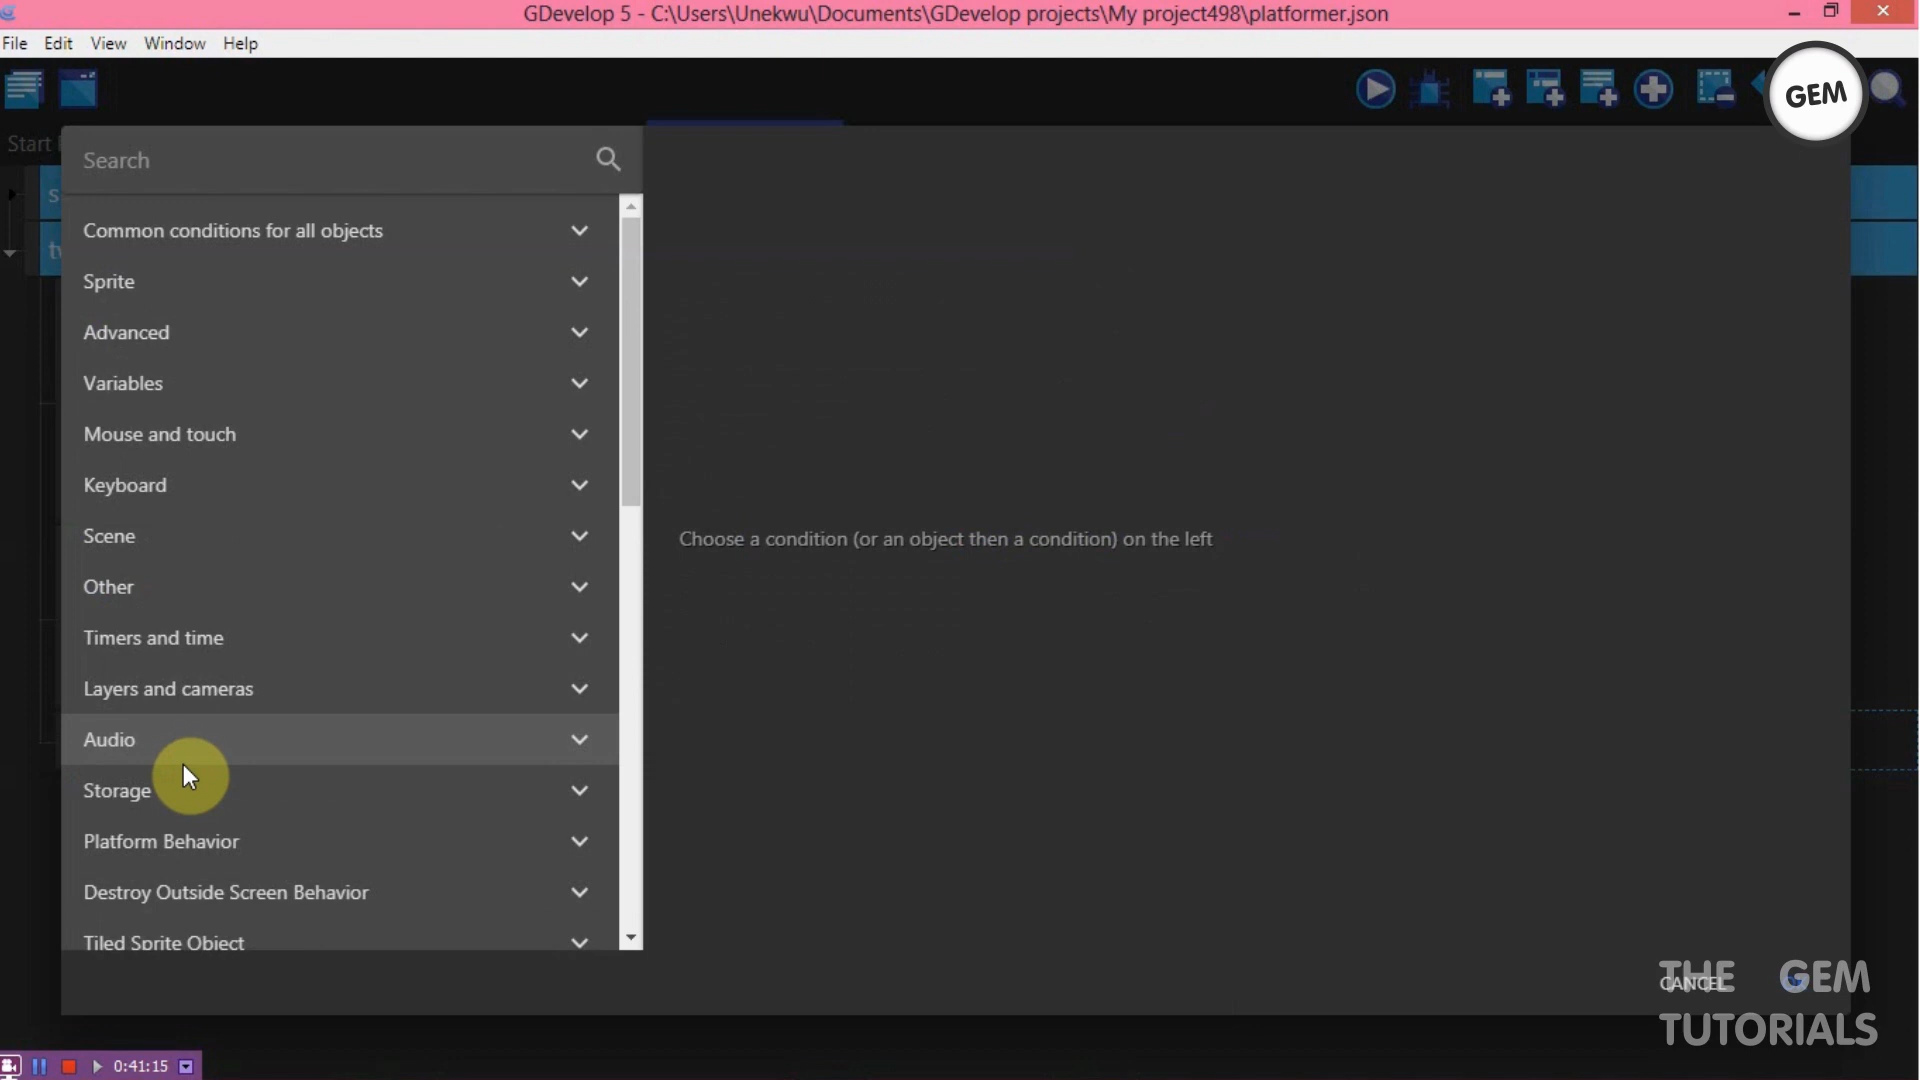 GDevelop 5 - C:\Users\Unekwu\Documents\GDevelop projects\My project498\platformer.json
File Edit View Window Help
GEM
Start
Search
Common conditions for all objects
Sprite
Advanced
Variables
Mouse and touch
Keyboard
Scene
Other
Timers and time
Layers and cameras
Audio
Storage
Platform Behavior
Destroy Outside Screen Behavior
Tiled Sprite Object
Choose a condition (or an object then a condition) on the left
CANCEL
THE GEM
TUTORIALS
0:41:15